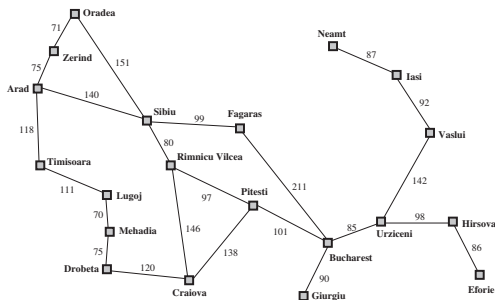 Oradea
71
Neamt
Zerind
87
151
75
Iasi
Arad
140
92
Sibiu
99
Fagaras
118
80
Vaslui
Rimnicu Vilcea
Timisoara
142
111
211
Lugoj
97
Pitesti
70
98
Hirsova
146
85
Urziceni
Mehadia
101
138
86
75
Bucharest
120
Drobeta
90
Craiova
Eforie
Giurgiu